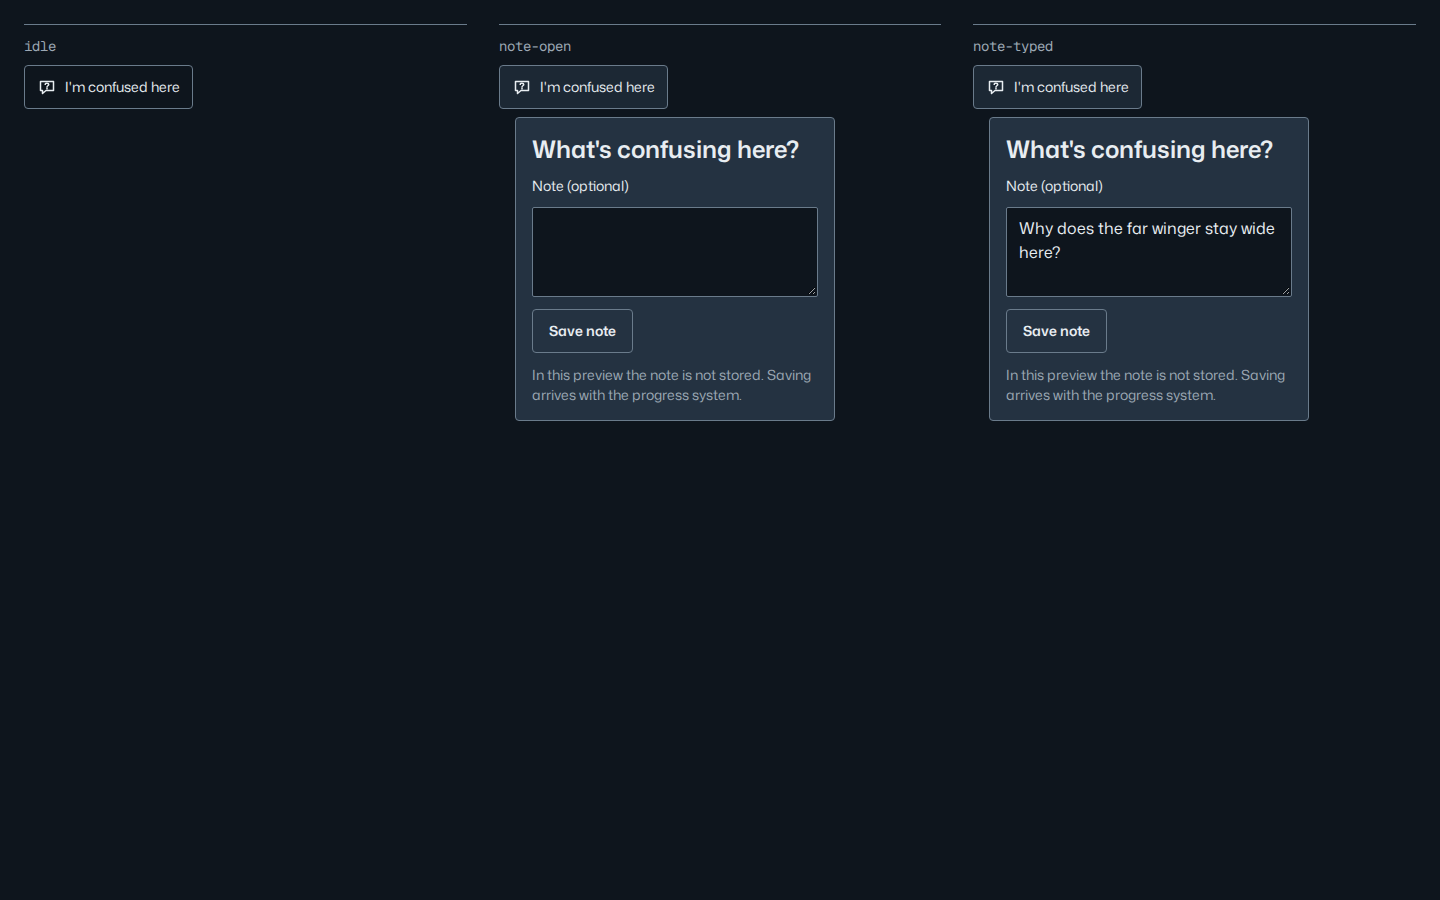 idle
I'm confused here
note-open
I'm confused here
What's confusing here?
Note (optional)
Save note
In this preview the note is not stored. Saving
arrives with the progress system.
note-typed
I'm confused here
What's confusing here?
Note (optional)
Why does the far winger stay wide
here?
Save note
In this preview the note is not stored. Saving
arrives with the progress system.